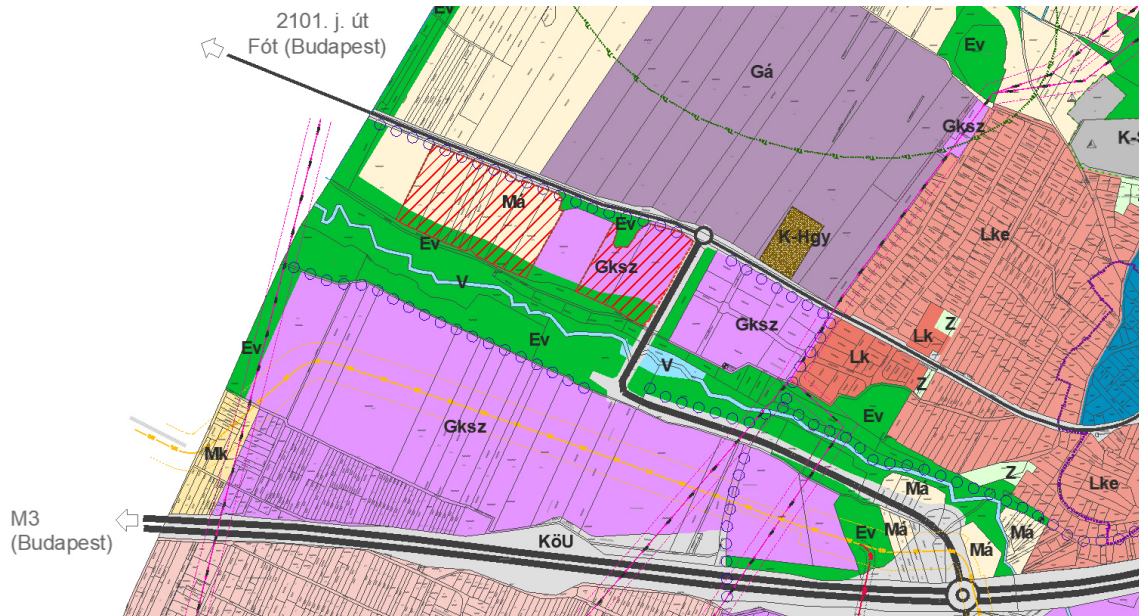 2101. j. út
Fót (Budapest)
Ev
Ev
Gá
Gksz
Má
Ev
K-Hgy
Lke
Ev
Gksz
V
Gksz
Z
Lk
Lk
Ev
V
Z
Ev
Ev
Gksz
Mk
Z
Lke
Má
M3
(Budapest)
KöU
Ev
Má
Má
Má